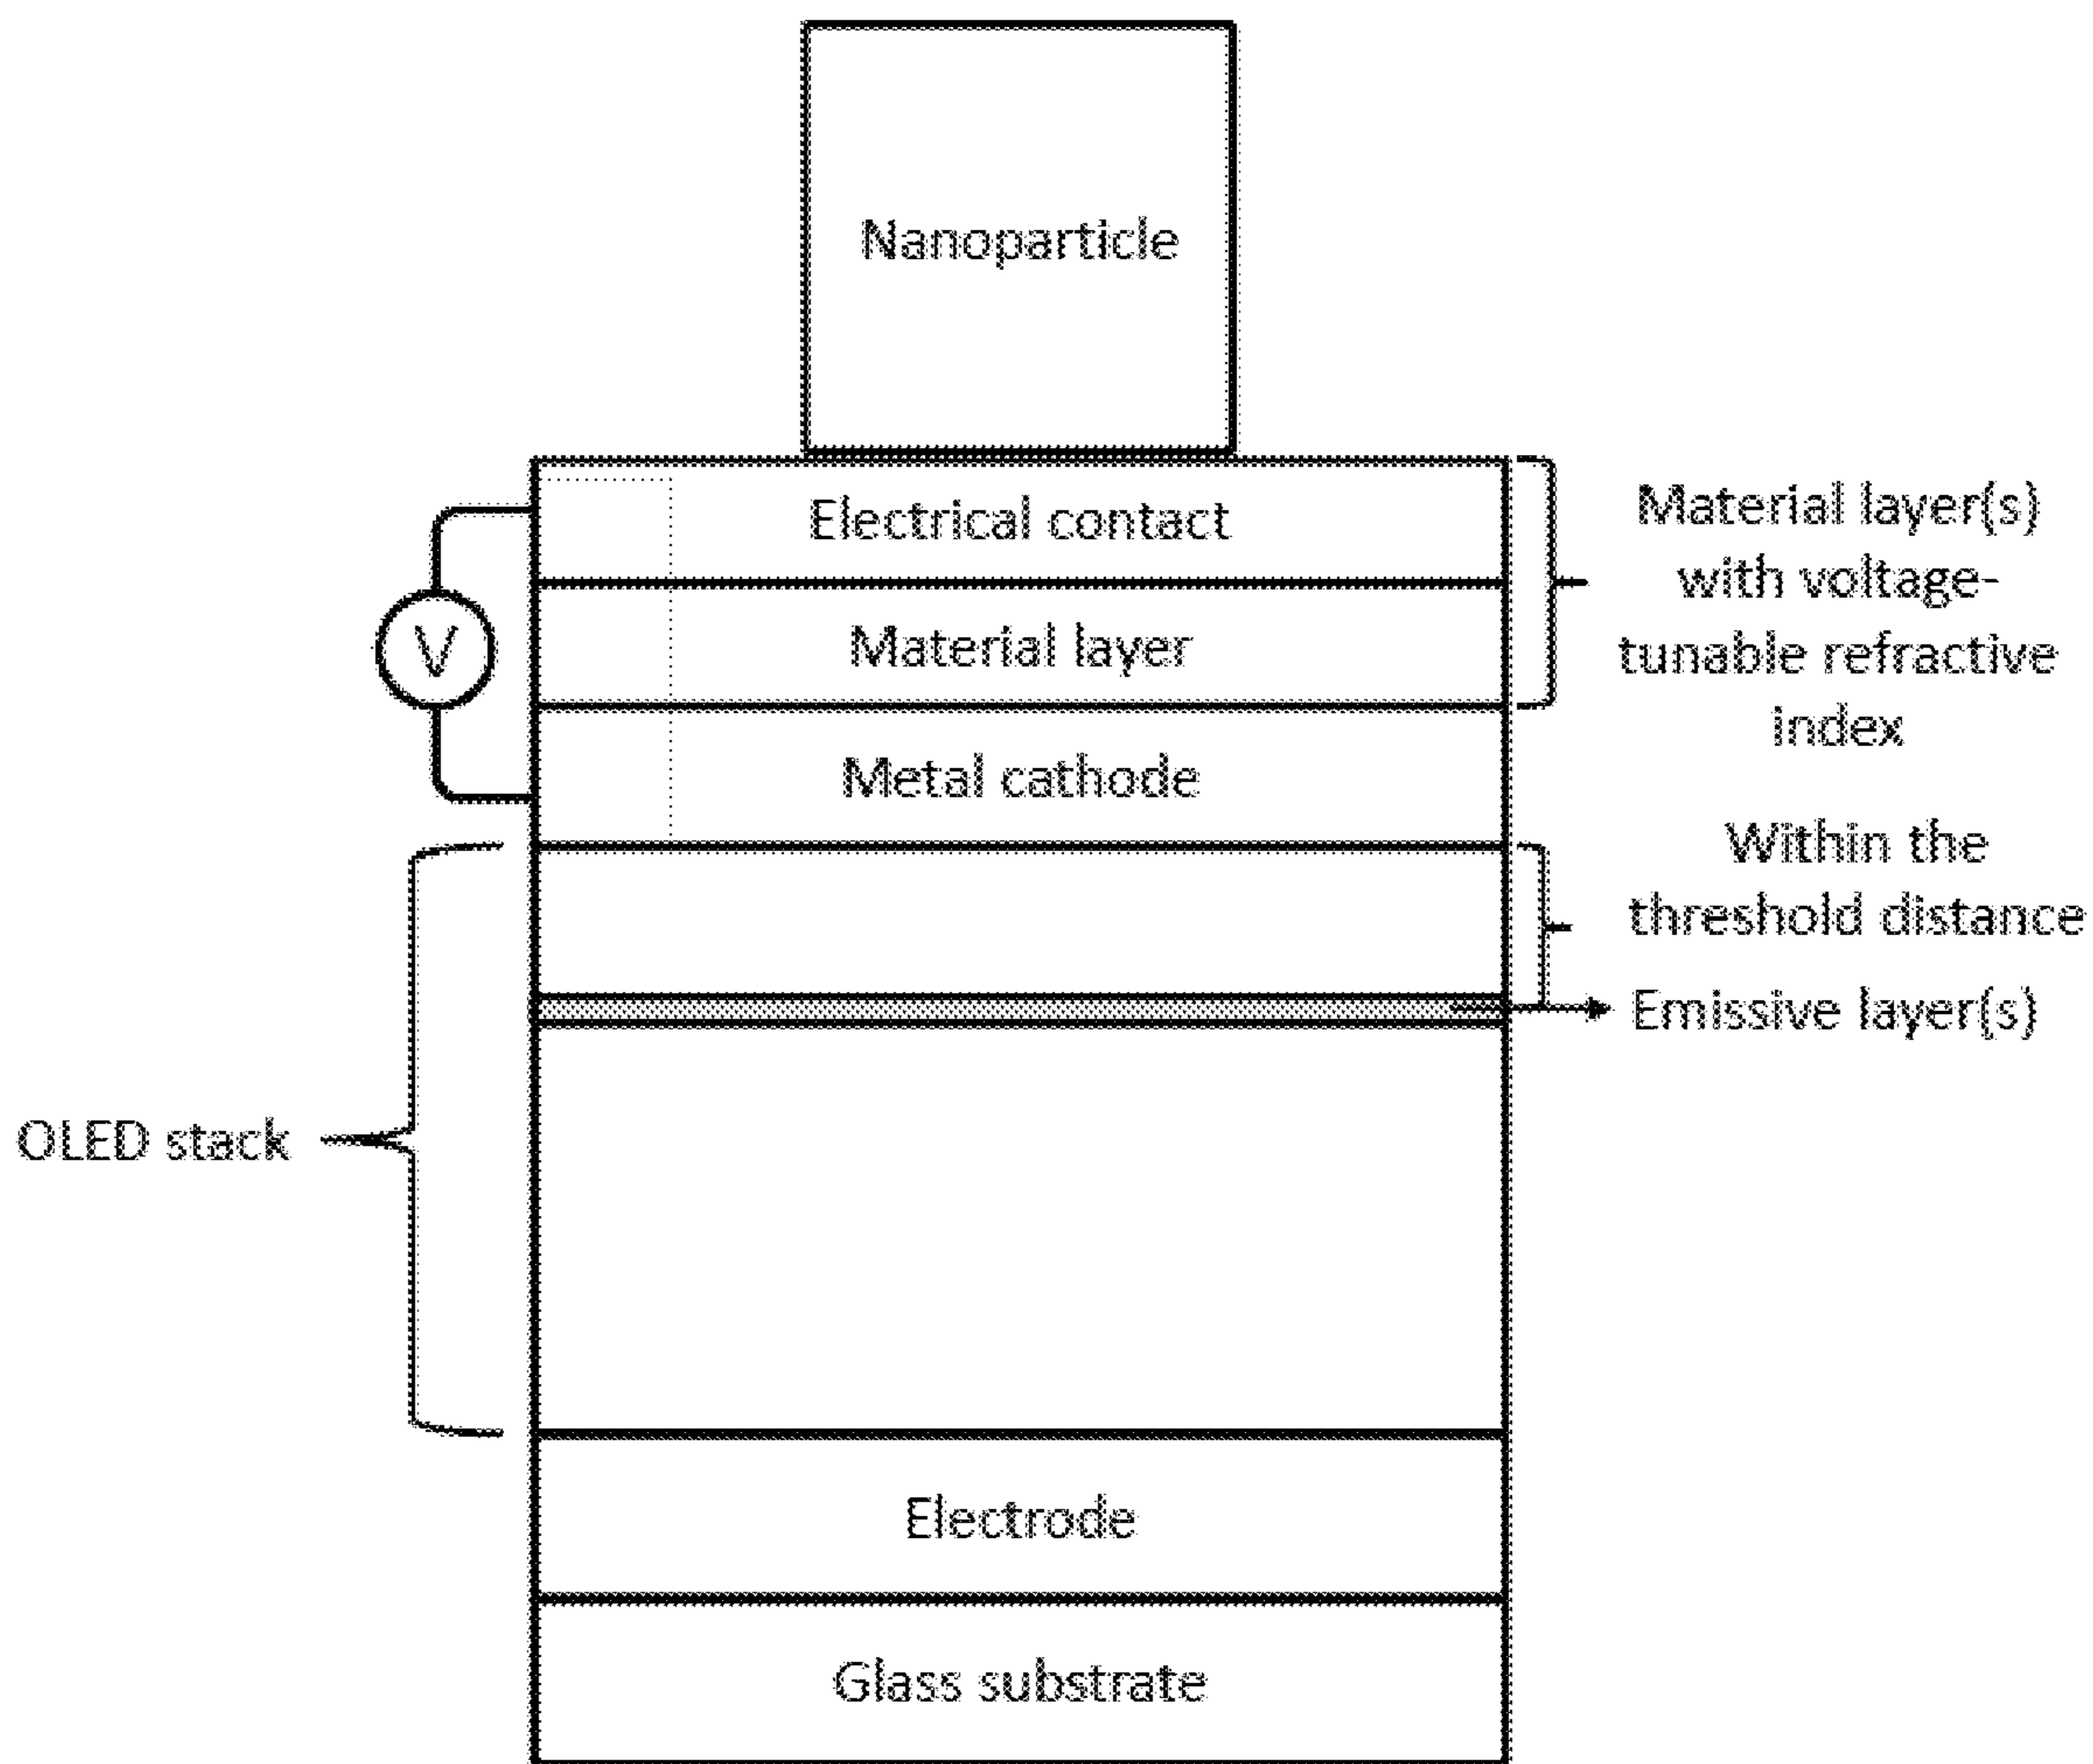 Nanoparticle
Electrical contact
Material layer
Metal cathode
V
Material layer(s)
with voltage-
tunable refractive
index
Within the
threshold distance
Emissive layer(s)
OLED stack
Electrode
Glass substrate